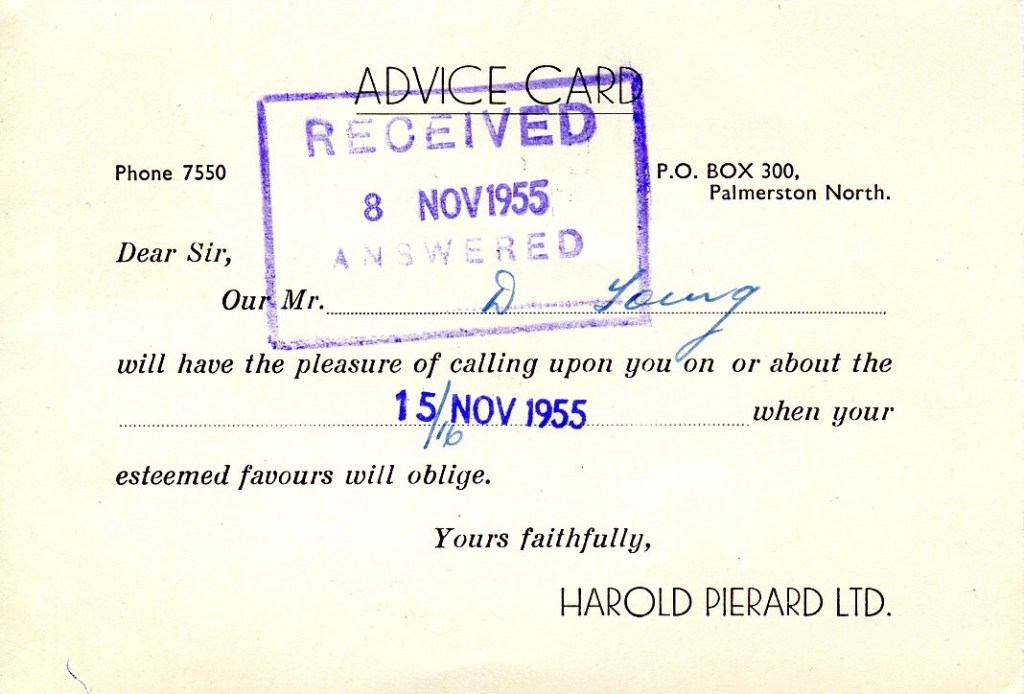 ADVICE CARD
RECEIVED
Phone 7550
P.O. BOX 300,
Palmerston North.
8 NOV 1955
ANSWERED
Dear Sir,
Our Mr. D Young
will have the pleasure of calling upon you on or about the
15/16 NOV 1955 when your
esteemed favours will oblige.
Yours faithfully,
HAROLD PIERARD LTD.